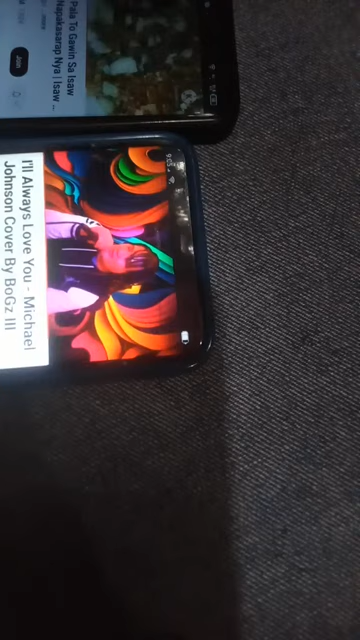 Pala To Gawin Sa Isaw
Napakasarap Nya | Isaw ...
Join
I'll Always Love You - Michael
Johnson Cover By BoGz III